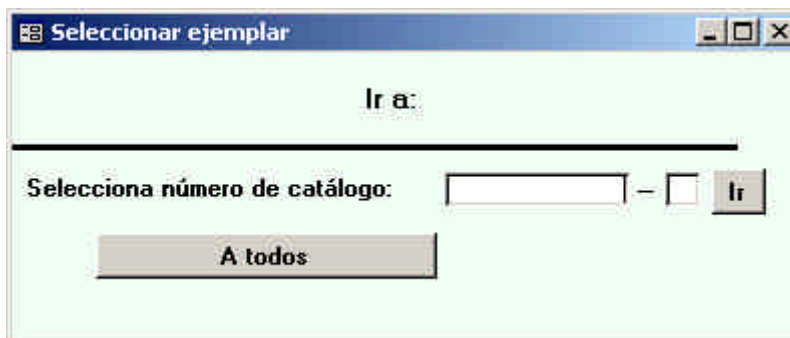 Seleccionar ejemplar
Ir a:
Selecciona número de catálogo: – Ir
A todos